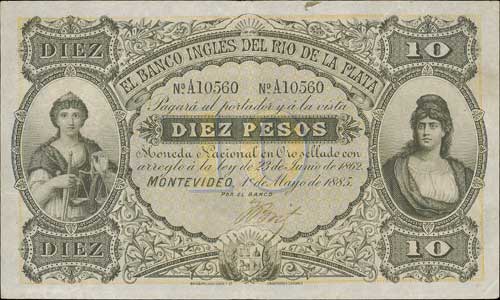 DIEZ
10
EL BANCO INGLES DEL RIO DE LA PLATA
Nº A10560 Nº A10560
Pagará al portador y á la vista
DIEZ PESOS
Moneda Nacional en Oro sellado con
arreglo á la ley de 23 de Junio de 1862.
MONTEVIDEO, 1º de Mayo de 1885.
POR EL BANCO
DIEZ
10